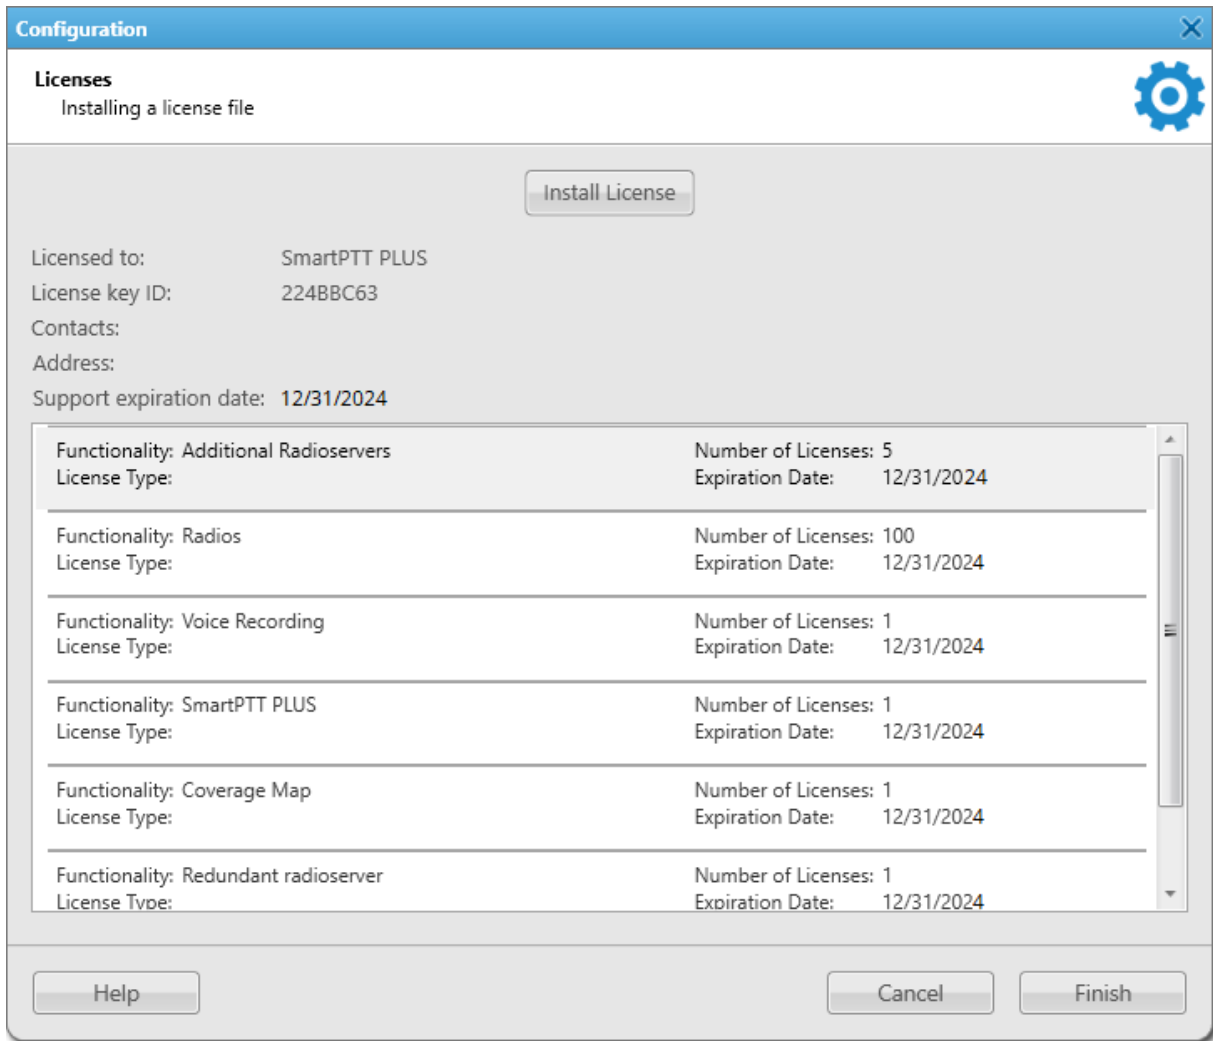 Configuration
Licenses
Installing a license file
Install License
Licensed to: SmartPTT PLUS
License key ID: 224BBC63
Contacts:
Address:
Support expiration date: 12/31/2024
Functionality: Additional Radioservers Number of Licenses: 5
License Type: Expiration Date: 12/31/2024
Functionality: Radios Number of Licenses: 100
License Type: Expiration Date: 12/31/2024
Functionality: Voice Recording Number of Licenses: 1
License Type: Expiration Date: 12/31/2024
Functionality: SmartPTT PLUS Number of Licenses: 1
License Type: Expiration Date: 12/31/2024
Functionality: Coverage Map Number of Licenses: 1
License Type: Expiration Date: 12/31/2024
Functionality: Redundant radioserver Number of Licenses: 1
License Type: Expiration Date: 12/31/2024
Help Cancel Finish